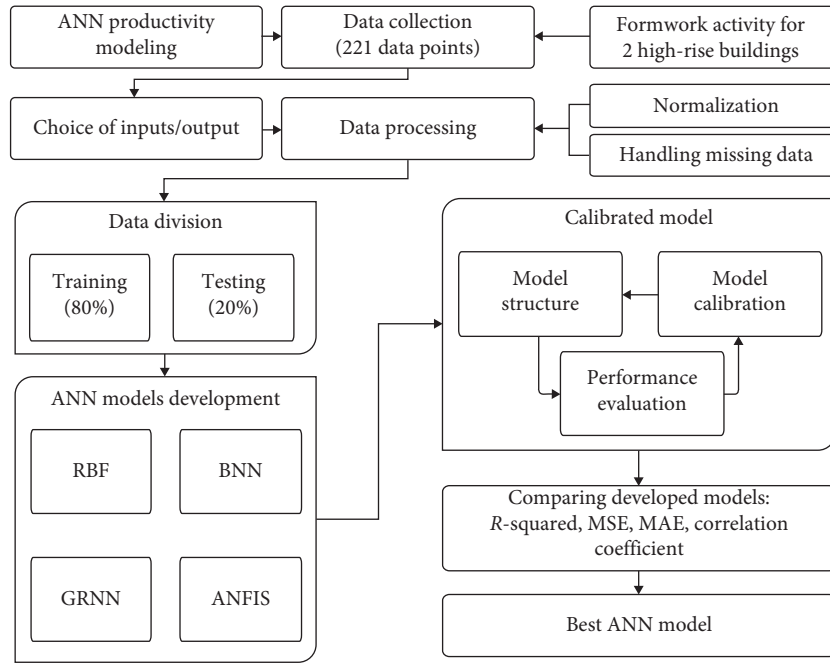 ANN productivity
modeling
Data collection
(221 data points)
Formwork activity for
2 high-rise buildings
Choice of inputs/output
Data processing
Normalization
Handling missing data
Data division
Training
(80%)
Testing
(20%)
ANN models development
RBF
BNN
GRNN
ANFIS
Calibrated model
Model
structure
Model
calibration
Performance
evaluation
Comparing developed models:
R-squared, MSE, MAE, correlation
coefficient
Best ANN model